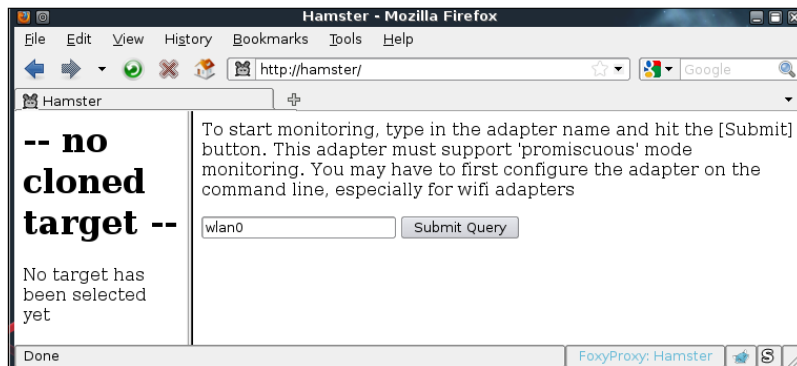 Hamster - Mozilla Firefox
File Edit View History Bookmarks Tools Help
http://hamster/
Google
Hamster
-- no
cloned
target --
No target has
been selected
yet
To start monitoring, type in the adapter name and hit the [Submit]
button. This adapter must support 'promiscuous' mode
monitoring. You may have to first configure the adapter on the
command line, especially for wifi adapters
wlan0 Submit Query
Done FoxyProxy: Hamster S